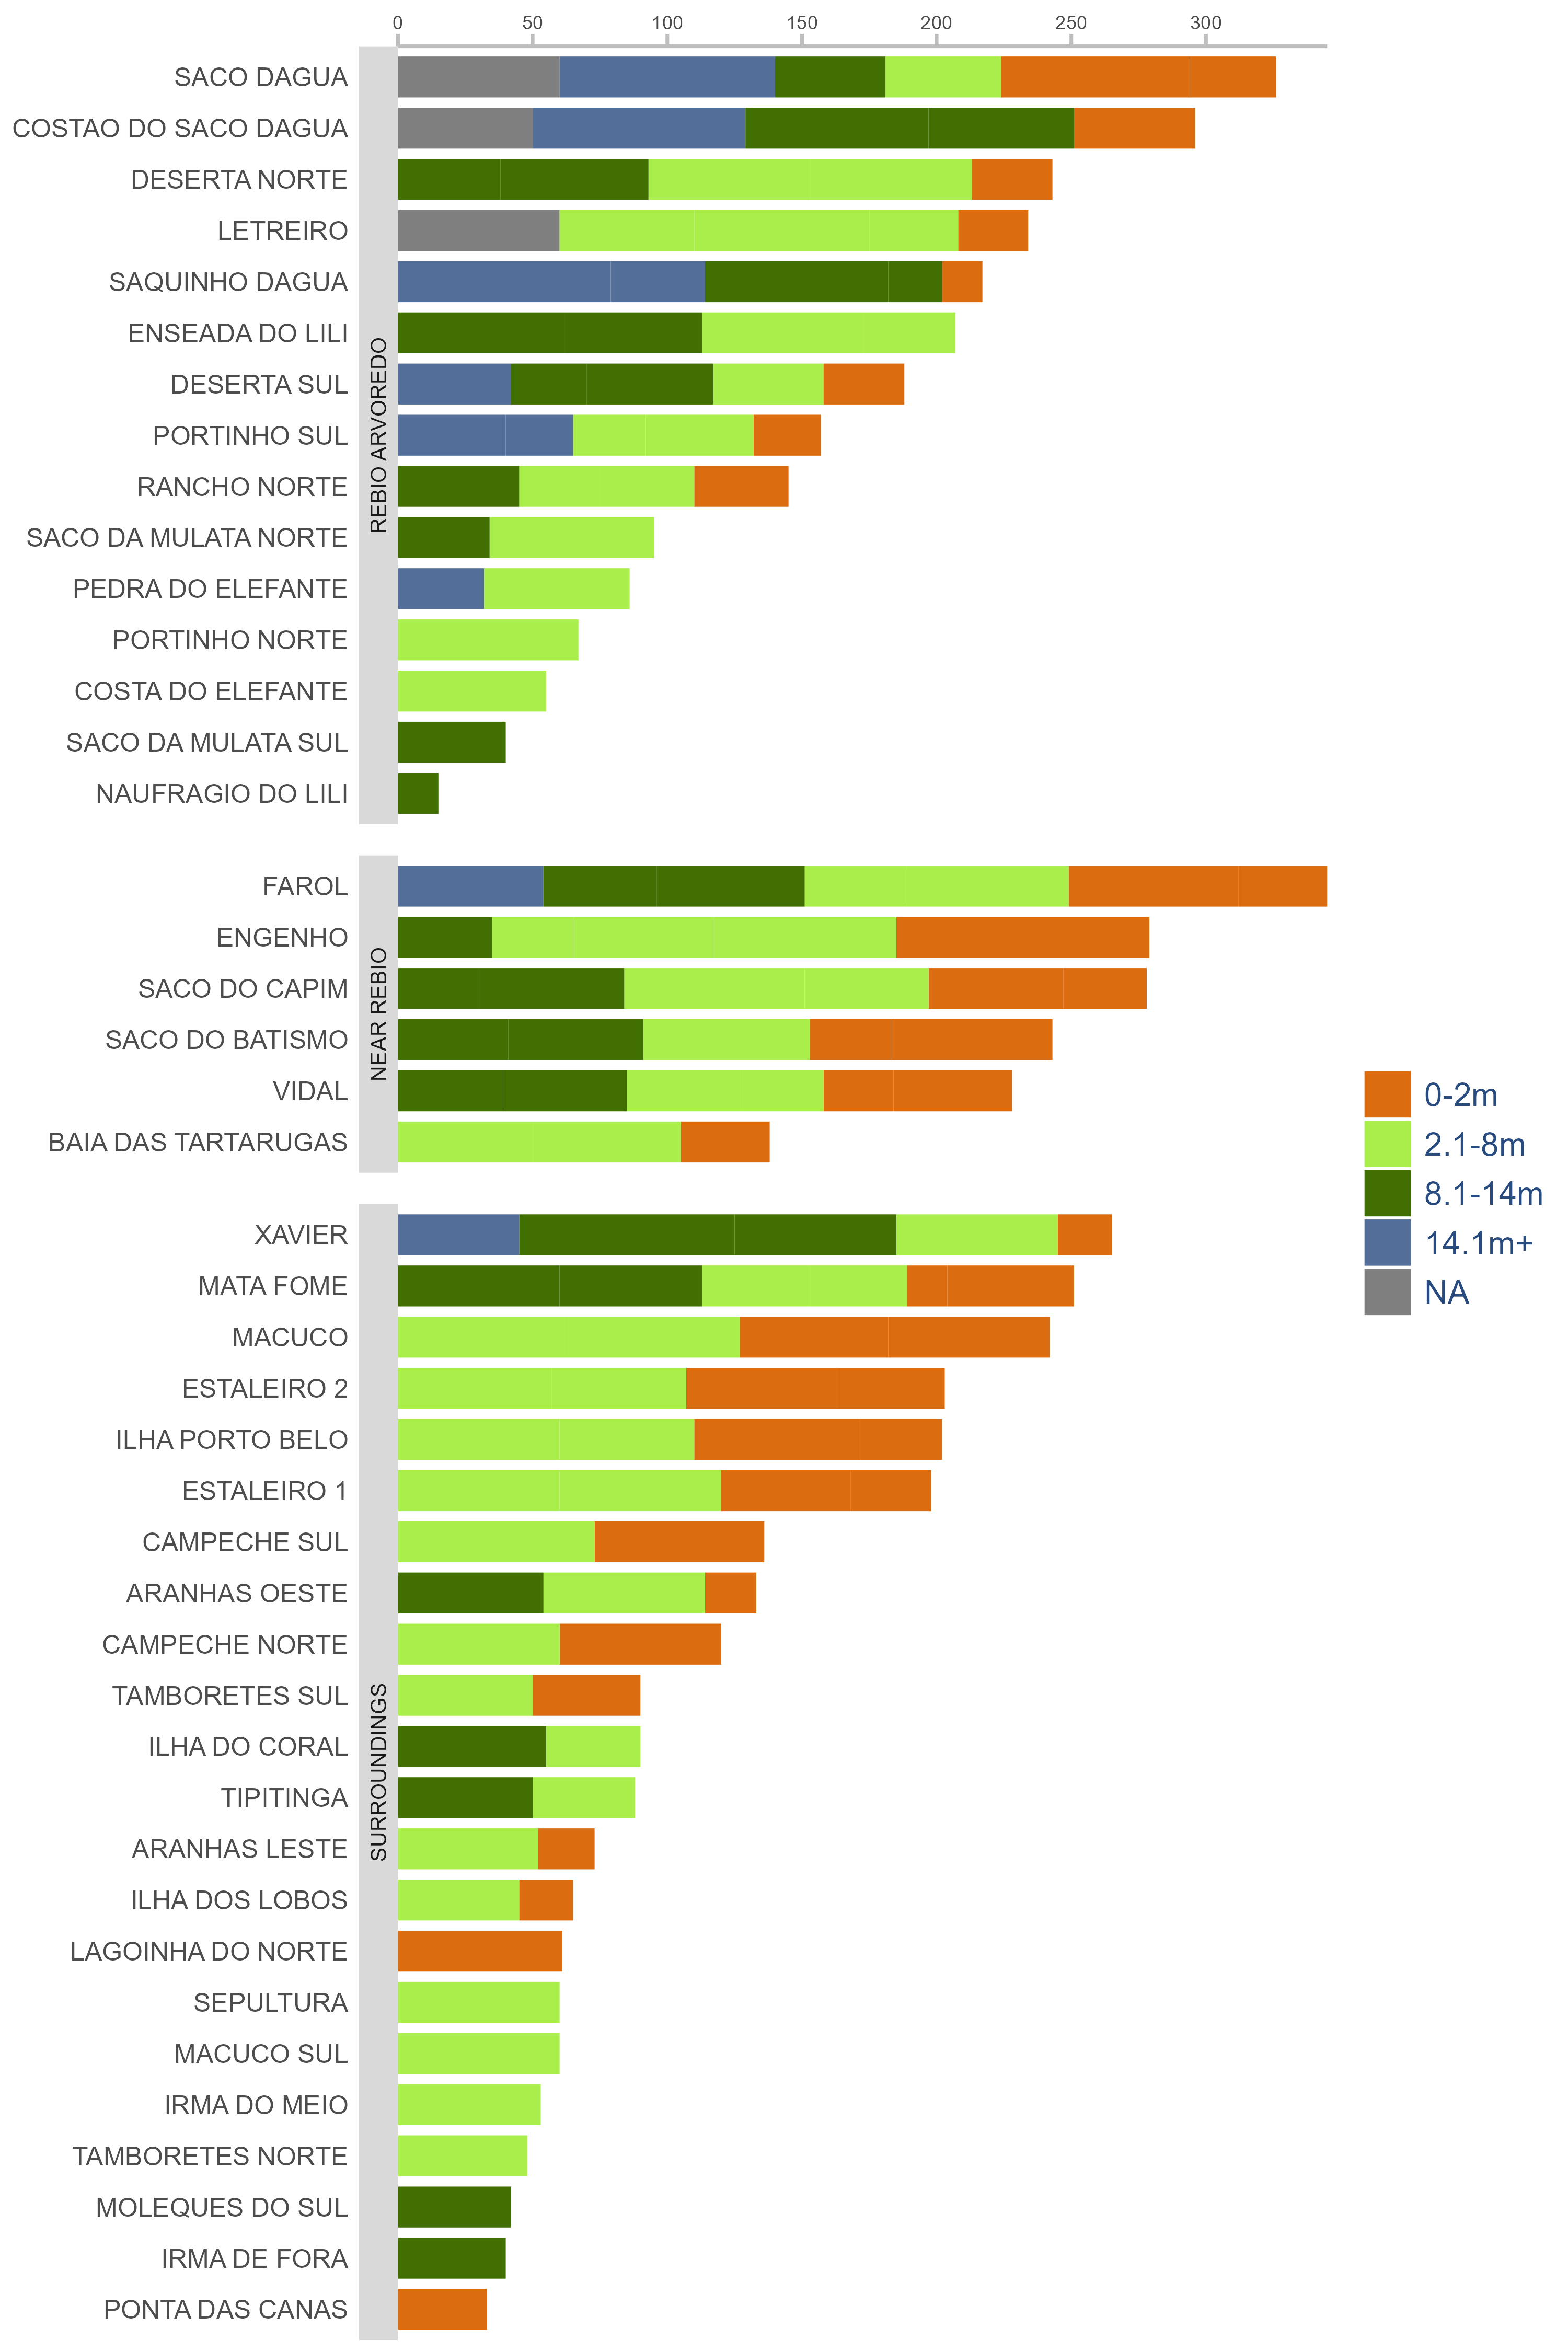 0 50 100 150 200 250 300
SACO DAGUA
COSTAO DO SACO DAGUA
DESERTA NORTE
LETREIRO
SAQUINHO DAGUA
ENSEADA DO LILI
DESERTA SUL
PORTINHO SUL
RANCHO NORTE
SACO DA MULATA NORTE
PEDRA DO ELEFANTE
PORTINHO NORTE
COSTA DO ELEFANTE
SACO DA MULATA SUL
NAUFRAGIO DO LILI
REBIO ARVOREDO
FAROL
ENGENHO
SACO DO CAPIM
SACO DO BATISMO
VIDAL
BAIA DAS TARTARUGAS
NEAR REBIO
XAVIER
MATA FOME
MACUCO
ESTALEIRO 2
ILHA PORTO BELO
ESTALEIRO 1
CAMPECHE SUL
ARANHAS OESTE
CAMPECHE NORTE
TAMBORETES SUL
ILHA DO CORAL
TIPITINGA
ARANHAS LESTE
ILHA DOS LOBOS
LAGOINHA DO NORTE
SEPULTURA
MACUCO SUL
IRMA DO MEIO
TAMBORETES NORTE
MOLEQUES DO SUL
IRMA DE FORA
PONTA DAS CANAS
SURROUNDINGS
0-2m
2.1-8m
8.1-14m
14.1m+
NA